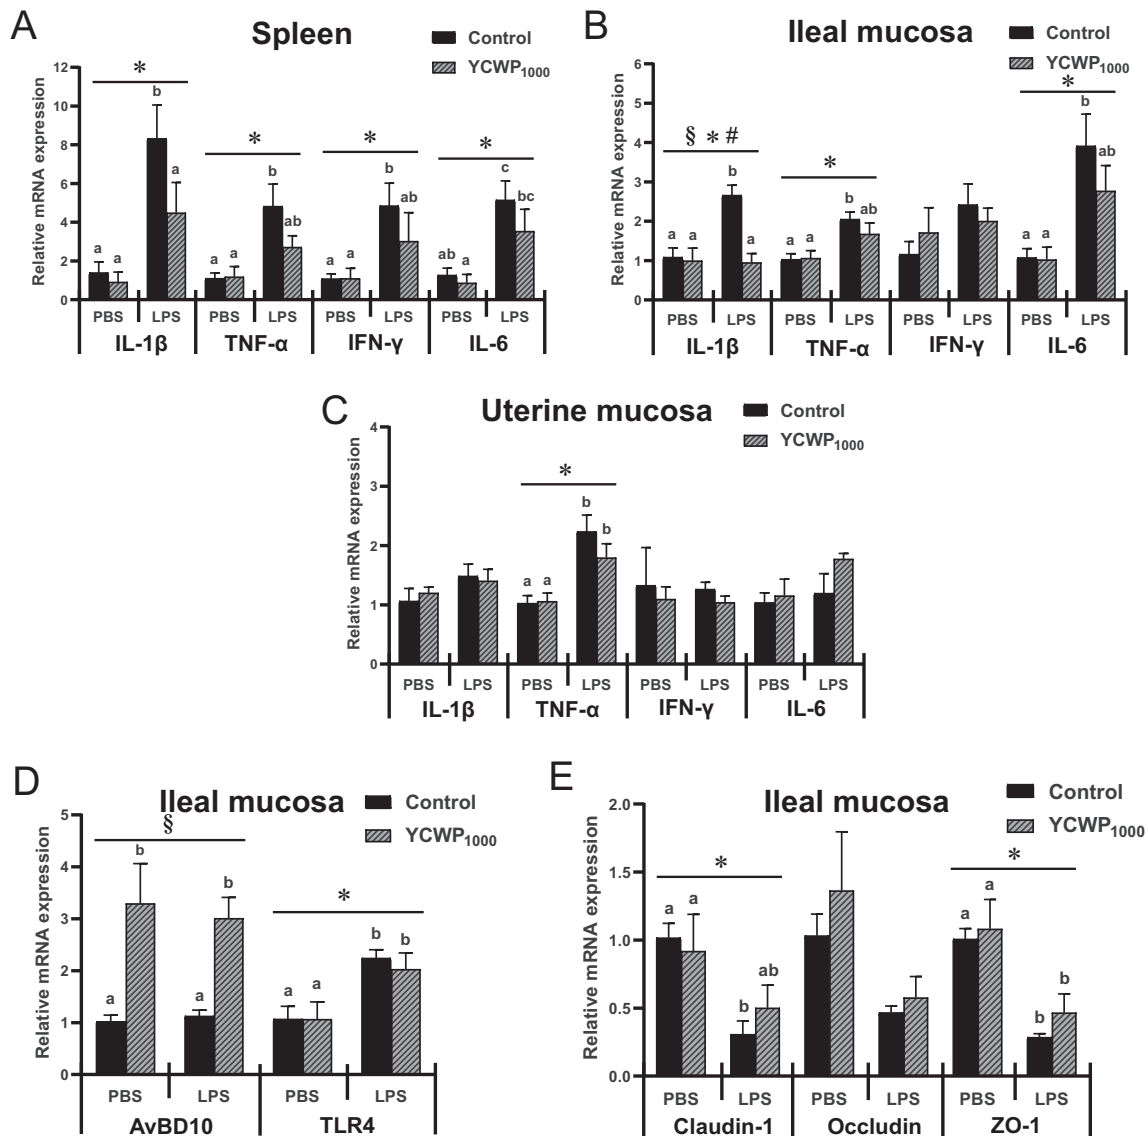 A
Spleen
Control
YCWP1000
Relative mRNA expression
12
10
8
6
4
2
0
*
*
*
*
a a b a
a a b ab
a a b ab
ab a c bc
PBS LPS PBS LPS PBS LPS PBS LPS
IL-1β TNF-α IFN-γ IL-6
B
Ileal mucosa
Control
YCWP1000
Relative mRNA expression
6
5
4
3
2
1
0
§ * #
*
*
a a b a
a a b ab
a a b ab
PBS LPS PBS LPS PBS LPS PBS LPS
IL-1β TNF-α IFN-γ IL-6
C
Uterine mucosa
Control
YCWP1000
Relative mRNA expression
4
3
2
1
0
*
a a b b
PBS LPS PBS LPS PBS LPS PBS LPS
IL-1β TNF-α IFN-γ IL-6
D
Ileal mucosa
Control
YCWP1000
Relative mRNA expression
5
4
3
2
1
0
§
*
a b a b
a a b b
PBS LPS PBS LPS
AvBD10 TLR4
E
Ileal mucosa
Control
YCWP1000
Relative mRNA expression
2.0
1.5
1.0
0.5
0.0
*
*
a a b ab
a a b b
PBS LPS PBS LPS PBS LPS
Claudin-1 Occludin ZO-1